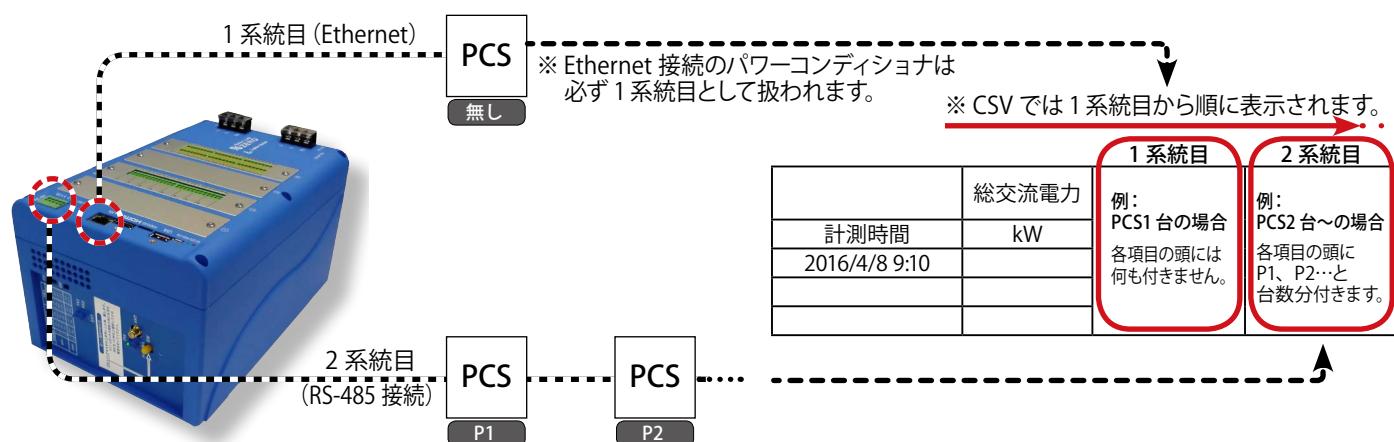 1 系統目 (Ethernet)
PCS
無し
※ Ethernet 接続のパワーコンディショナは
必ず 1 系統目として扱われます。
※ CSV では 1 系統目から順に表示されます。
1 系統目
2 系統目
総交流電力
計測時間
kW
2016/4/8 9:10
例：
PCS1 台の場合
各項目の頭には
何も付きません。
例：
PCS2 台～の場合
各項目の頭に
P1、P2…と
台数分付きます。
2 系統目
(RS-485 接続)
PCS
P1
PCS
P2